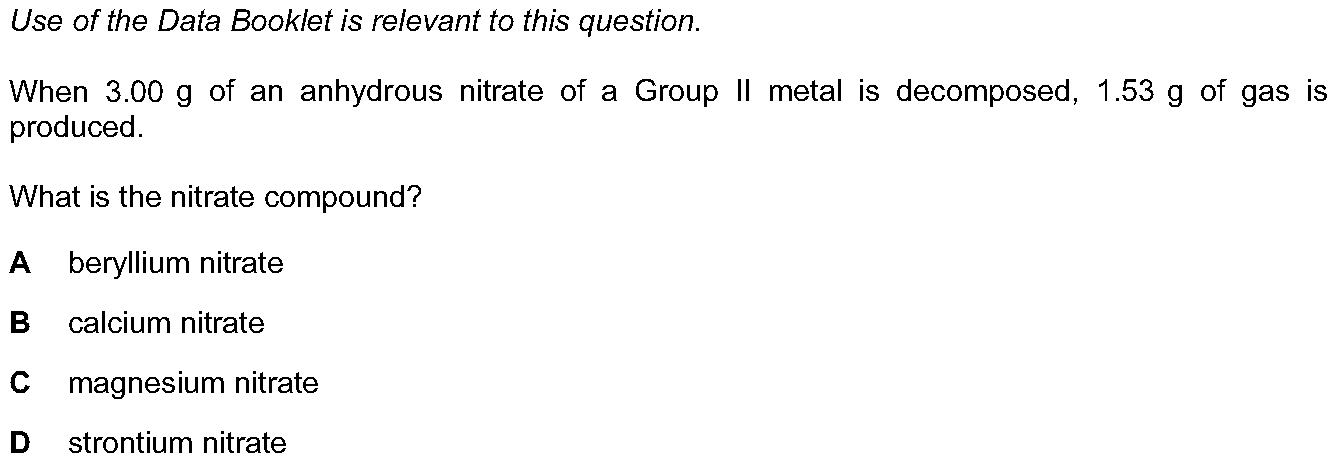 Use of the Data Booklet is relevant to this question.
When 3.00 g of an anhydrous nitrate of a Group II metal is decomposed, 1.53 g of gas is
produced.
What is the nitrate compound?
A beryllium nitrate
B calcium nitrate
C magnesium nitrate
D strontium nitrate